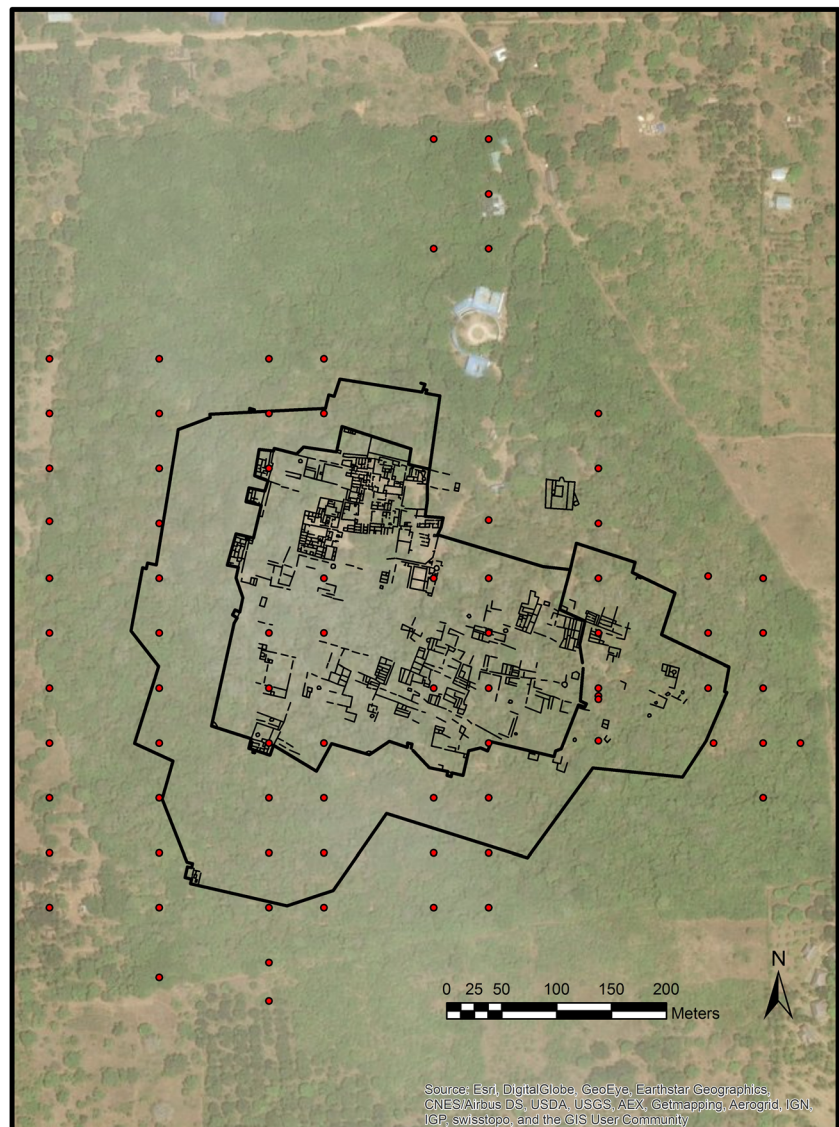 N
0 25 50 100 150 200
Meters
Source: Esri, DigitalGlobe, GeoEye, Earthstar Geographics,
CNES/Airbus DS, USDA, USGS, AEX, Getmapping, Aerogrid, IGN,
IGP, swisstopo, and the GIS User Community